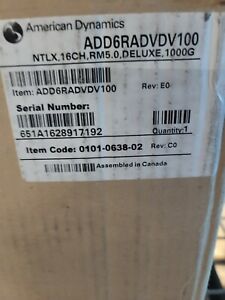 American Dynamics
ADD6RADVDV100
NTLX,16CH,RM5.0,DELUXE,1000G
Item: ADD6RADVDV100 Rev: E0
Serial Number:
651A1628917192 Quantity:1
Item Code: 0101-0638-02 Rev: C0
Assembled in Canada